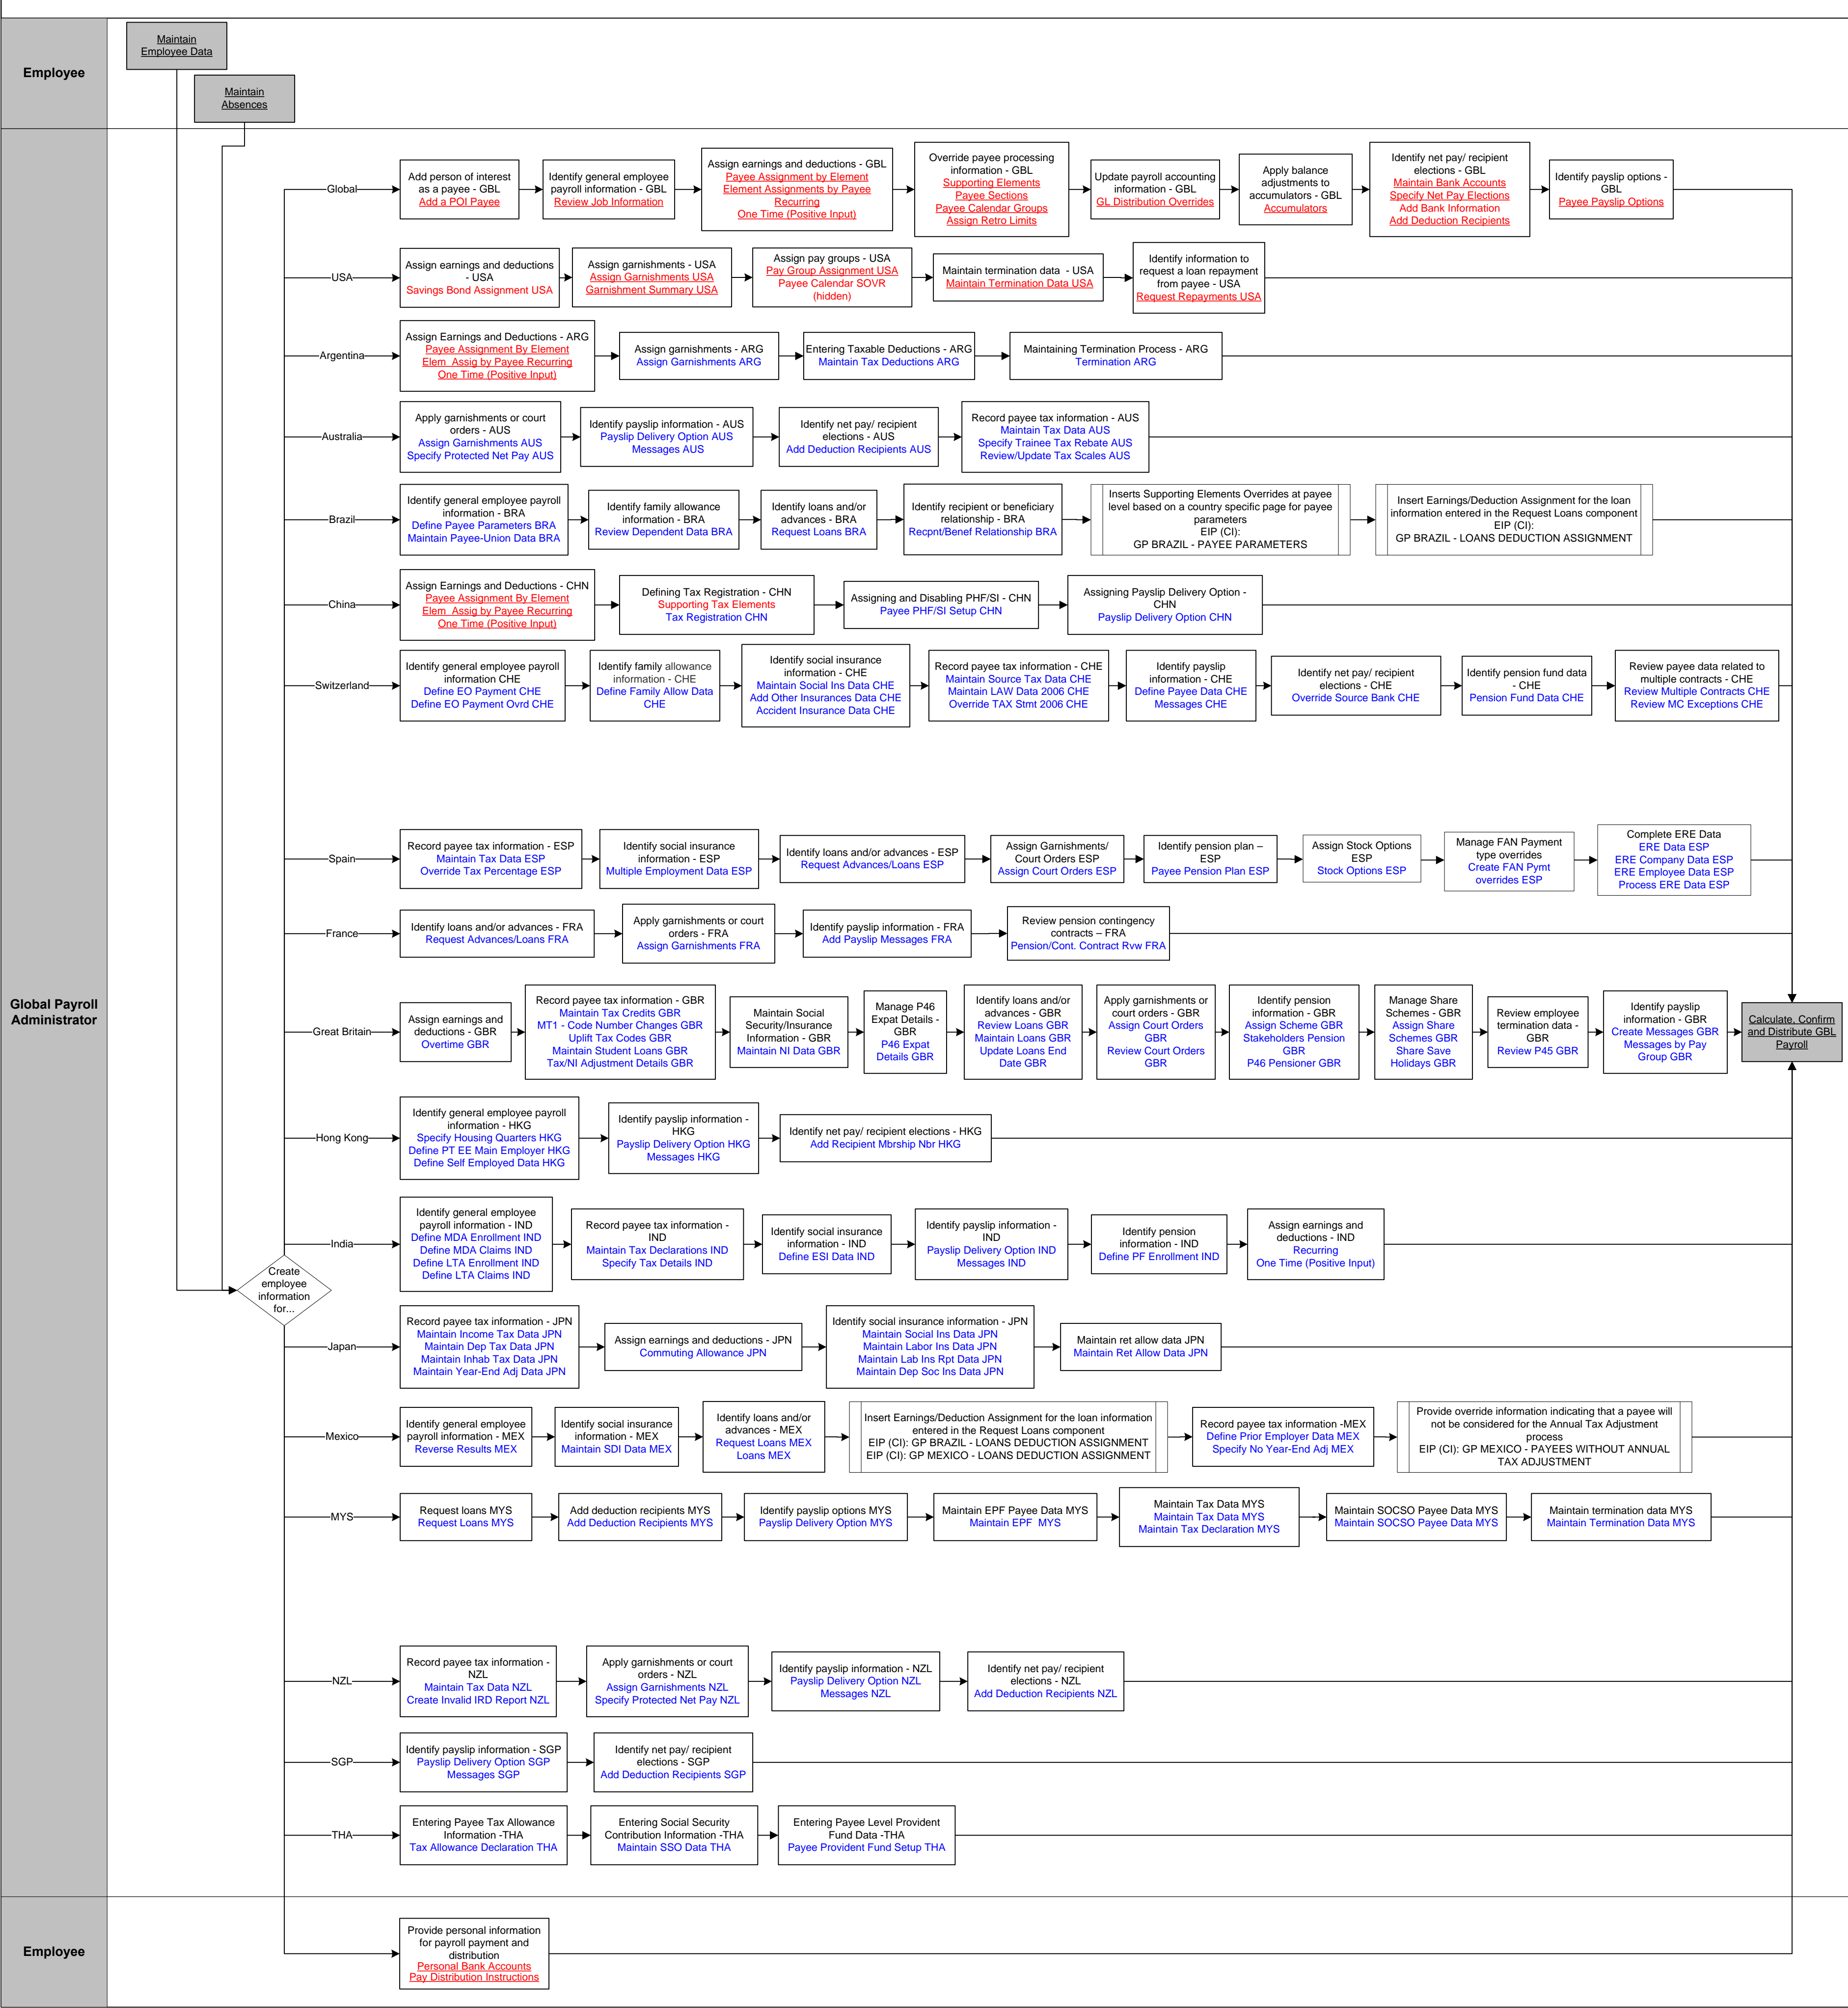 Employee
Maintain
Employee Data
Maintain
Absences
Global Payroll
Administrator
Global
Add person of interest
as a payee - GBL
Add a POI Payee
Identify general employee
payroll information - GBL
Review Job Information
Assign earnings and deductions - GBL
Payee Assignment by Element
Element Assignments by Payee
Recurring
One Time (Positive Input)
Override payee processing
information - GBL
Supporting Elements
Payee Sections
Payee Calendar Groups
Assign Retro Limits
Update payroll accounting
information - GBL
GL Distribution Overrides
Apply balance
adjustments to
accumulators - GBL
Accumulators
Identify net pay/ recipient
elections - GBL
Maintain Bank Accounts
Specify Net Pay Elections
Add Bank Information
Add Deduction Recipients
Identify payslip options -
GBL
Payee Payslip Options
USA
Assign earnings and deductions
- USA
Savings Bond Assignment USA
Assign garnishments - USA
Assign Garnishments USA
Garnishment Summary USA
Assign pay groups - USA
Pay Group Assignment USA
Payee Calendar SOVR
(hidden)
Maintain termination data  - USA
Maintain Termination Data USA
Identify information to
request a loan repayment
from payee - USA
Request Repayments USA
Argentina
Assign Earnings and Deductions - ARG
Payee Assignment By Element
Elem  Assig by Payee Recurring
One Time (Positive Input)
Assign garnishments - ARG
Assign Garnishments ARG
Entering Taxable Deductions - ARG
Maintain Tax Deductions ARG
Maintaining Termination Process - ARG
Termination ARG
Australia
Apply garnishments or court
orders - AUS
Assign Garnishments AUS
Specify Protected Net Pay AUS
Identify payslip information - AUS
Payslip Delivery Option AUS
Messages AUS
Identify net pay/ recipient
elections - AUS
Add Deduction Recipients AUS
Record payee tax information - AUS
Maintain Tax Data AUS
Specify Trainee Tax Rebate AUS
Review/Update Tax Scales AUS
Brazil
Identify general employee payroll
information - BRA
Define Payee Parameters BRA
Maintain Payee-Union Data BRA
Identify family allowance
information - BRA
Review Dependent Data BRA
Identify loans and/or
advances - BRA
Request Loans BRA
Identify recipient or beneficiary
relationship - BRA
Recpnt/Benef Relationship BRA
Inserts Supporting Elements Overrides at payee
level based on a country specific page for payee
parameters
EIP (CI):
GP BRAZIL - PAYEE PARAMETERS
Insert Earnings/Deduction Assignment for the loan
information entered in the Request Loans component
EIP (CI):
GP BRAZIL - LOANS DEDUCTION ASSIGNMENT
China
Assign Earnings and Deductions - CHN
Payee Assignment By Element
Elem  Assig by Payee Recurring
One Time (Positive Input)
Defining Tax Registration - CHN
Supporting Tax Elements
Tax Registration CHN
Assigning and Disabling PHF/SI - CHN
Payee PHF/SI Setup CHN
Assigning Payslip Delivery Option -
CHN
Payslip Delivery Option CHN
Switzerland
Identify general employee payroll
information CHE
Define EO Payment CHE
Define EO Payment Ovrd CHE
Identify family allowance
information - CHE
Define Family Allow Data
CHE
Identify social insurance
information - CHE
Maintain Social Ins Data CHE
Add Other Insurances Data CHE
Accident Insurance Data CHE
Record payee tax information - CHE
Maintain Source Tax Data CHE
Maintain LAW Data 2006 CHE
Override TAX Stmt 2006 CHE
Identify payslip
information - CHE
Define Payee Data CHE
Messages CHE
Identify net pay/ recipient
elections - CHE
Override Source Bank CHE
Identify pension fund data
- CHE
Pension Fund Data CHE
Review payee data related to
multiple contracts - CHE
Review Multiple Contracts CHE
Review MC Exceptions CHE
Spain
Record payee tax information - ESP
Maintain Tax Data ESP
Override Tax Percentage ESP
Identify social insurance
information - ESP
Multiple Employment Data ESP
Identify loans and/or advances - ESP
Request Advances/Loans ESP
Assign Garnishments/
Court Orders ESP
Assign Court Orders ESP
Identify pension plan –
ESP
Payee Pension Plan ESP
Assign Stock Options
ESP
Stock Options ESP
Manage FAN Payment
type overrides
Create FAN Pymt
overrides ESP
Complete ERE Data
ERE Data ESP
ERE Company Data ESP
ERE Employee Data ESP
Process ERE Data ESP
France
Identify loans and/or advances - FRA
Request Advances/Loans FRA
Apply garnishments or court
orders - FRA
Assign Garnishments FRA
Identify payslip information - FRA
Add Payslip Messages FRA
Review pension contingency
contracts – FRA
Pension/Cont. Contract Rvw FRA
Great Britain
Assign earning and
deductions - GBR
Overtime GBR
Record payee tax information - GBR
Maintain Tax Credits GBR
MT1 - Code Number Changes GBR
Uplift Tax Codes GBR
Maintain Student Loans GBR
Tax/NI Adjustment Details GBR
Maintain Social
Security/Insurance
Information - GBR
Maintain NI Data GBR
Manage P46
Expat Details -
GBR
P46 Expat
Details GBR
Identify loans and/or
advances - GBR
Review Loans GBR
Maintain Loans GBR
Update Loans End
Date GBR
Apply garnishments or
court orders - GBR
Assign Court Orders
GBR
Review Court Orders
GBR
Identify pension
information - GBR
Assign Scheme GBR
Stakeholders Pension
GBR
P46 Pensioner GBR
Manage Share
Schemes - GBR
Assign Share
Schemes GBR
Share Save
Holidays GBR
Review employee
termination data -
GBR
Review P45 GBR
Identify payslip
information - GBR
Create Messages GBR
Messages by Pay
Group GBR
Calculate, Confirm
and Distribute GBL
Payroll
Hong Kong
Identify general employee payroll
information - HKG
Specify Housing Quarters HKG
Define PT EE Main Employer HKG
Define Self Employed Data HKG
Identify payslip information -
HKG
Payslip Delivery Option HKG
Messages HKG
Identify net pay/ recipient elections - HKG
Add Recipient Mbrship Nbr HKG
India
Identify general employee
payroll information - IND
Define MDA Enrollment IND
Define MDA Claims IND
Define LTA Enrollment IND
Define LTA Claims IND
Record payee tax information -
IND
Maintain Tax Declarations IND
Specify Tax Details IND
Identify social insurance
information - IND
Define ESI Data IND
Identify payslip information -
IND
Payslip Delivery Option IND
Messages IND
Identify pension
information - IND
Define PF Enrollment IND
Assign earnings and
deductions - IND
Recurring
One Time (Positive Input)
Create
employee
information
for...
Japan
Record payee tax information - JPN
Maintain Income Tax Data JPN
Maintain Dep Tax Data JPN
Maintain Inhab Tax Data JPN
Maintain Year-End Adj Data JPN
Assign earnings and deductions - JPN
Commuting Allowance JPN
Identify social insurance information - JPN
Maintain Social Ins Data JPN
Maintain Labor Ins Data JPN
Maintain Lab Ins Rpt Data JPN
Maintain Dep Soc Ins Data JPN
Maintain ret allow data JPN
Maintain Ret Allow Data JPN
Mexico
Identify general employee
payroll information - MEX
Reverse Results MEX
Identify social insurance
information - MEX
Maintain SDI Data MEX
Identify loans and/or
advances - MEX
Request Loans MEX
Loans MEX
Insert Earnings/Deduction Assignment for the loan information
entered in the Request Loans component
EIP (CI): GP BRAZIL - LOANS DEDUCTION ASSIGNMENT
EIP (CI): GP MEXICO - LOANS DEDUCTION ASSIGNMENT
Record payee tax information -MEX
Define Prior Employer Data MEX
Specify No Year-End Adj MEX
Provide override information indicating that a payee will
not be considered for the Annual Tax Adjustment
process
EIP (CI): GP MEXICO - PAYEES WITHOUT ANNUAL
TAX ADJUSTMENT
MYS
Request loans MYS
Request Loans MYS
Add deduction recipients MYS
Add Deduction Recipients MYS
Identify payslip options MYS
Payslip Delivery Option MYS
Maintain EPF Payee Data MYS
Maintain EPF  MYS
Maintain Tax Data MYS
Maintain Tax Data MYS
Maintain Tax Declaration MYS
Maintain SOCSO Payee Data MYS
Maintain SOCSO Payee Data MYS
Maintain termination data MYS
Maintain Termination Data MYS
NZL
Record payee tax information -
NZL
Maintain Tax Data NZL
Create Invalid IRD Report NZL
Apply garnishments or court
orders - NZL
Assign Garnishments NZL
Specify Protected Net Pay NZL
Identify payslip information - NZL
Payslip Delivery Option NZL
Messages NZL
Identify net pay/ recipient
elections - NZL
Add Deduction Recipients NZL
SGP
Identify payslip information - SGP
Payslip Delivery Option SGP
Messages SGP
Identify net pay/ recipient
elections - SGP
Add Deduction Recipients SGP
THA
Entering Payee Tax Allowance
Information -THA
Tax Allowance Declaration THA
Entering Social Security
Contribution Information -THA
Maintain SSO Data THA
Entering Payee Level Provident
Fund Data -THA
Payee Provident Fund Setup THA
Employee
Provide personal information
for payroll payment and
distribution
Personal Bank Accounts
Pay Distribution Instructions